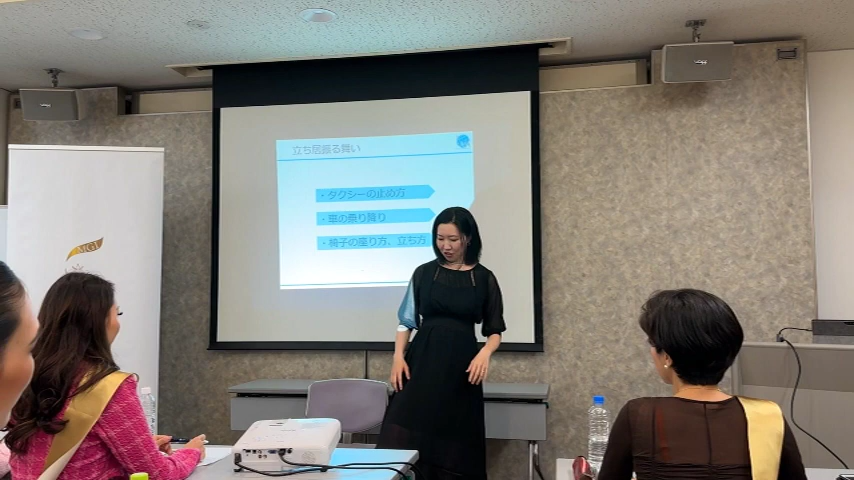 立ち居振る舞い
・タクシーの止め方
・車の乗り降り
・椅子の座り方、立ち方
MGI